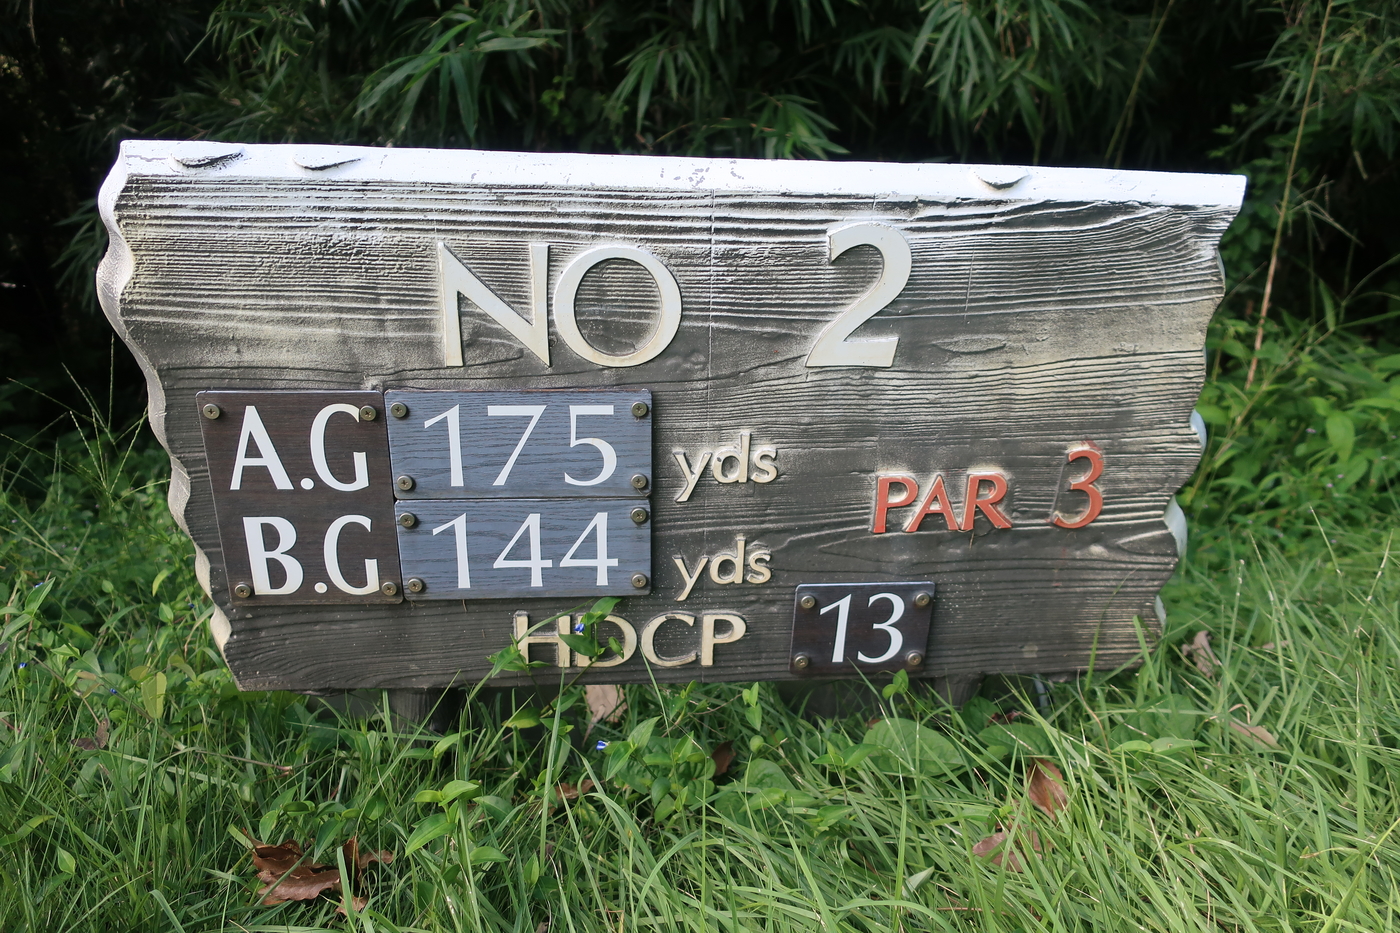 NO 2
A.G 175 yds
B.G 144 yds
PAR 3
HDCP 13